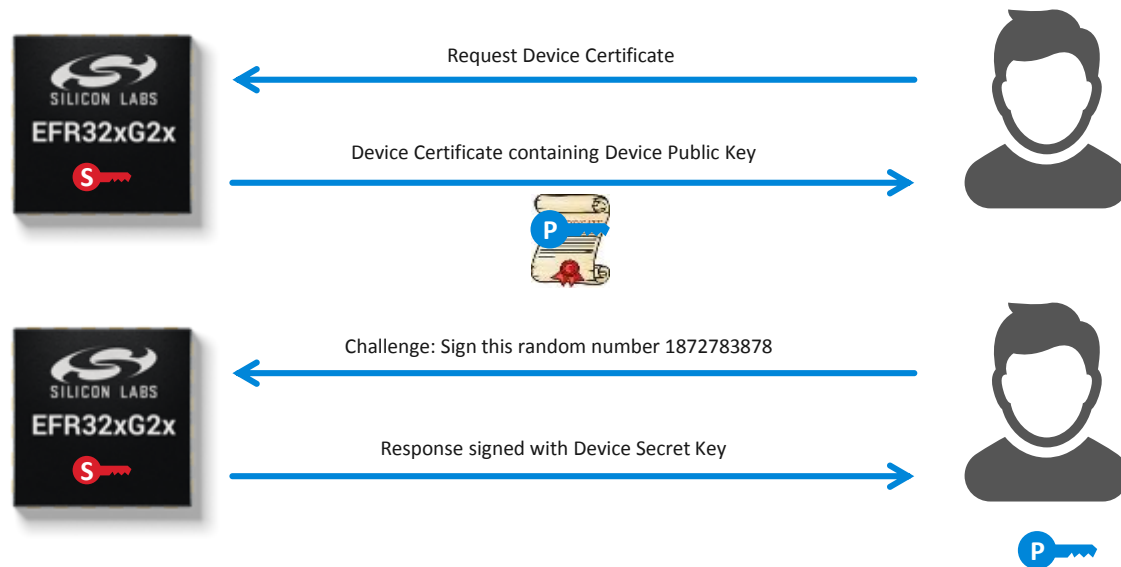 Request Device Certificate
SILICON LABS
EFR32xG2x
S
Device Certificate containing Device Public Key
P
Challenge: Sign this random number 1872783878
SILICON LABS
EFR32xG2x
S
Response signed with Device Secret Key
P